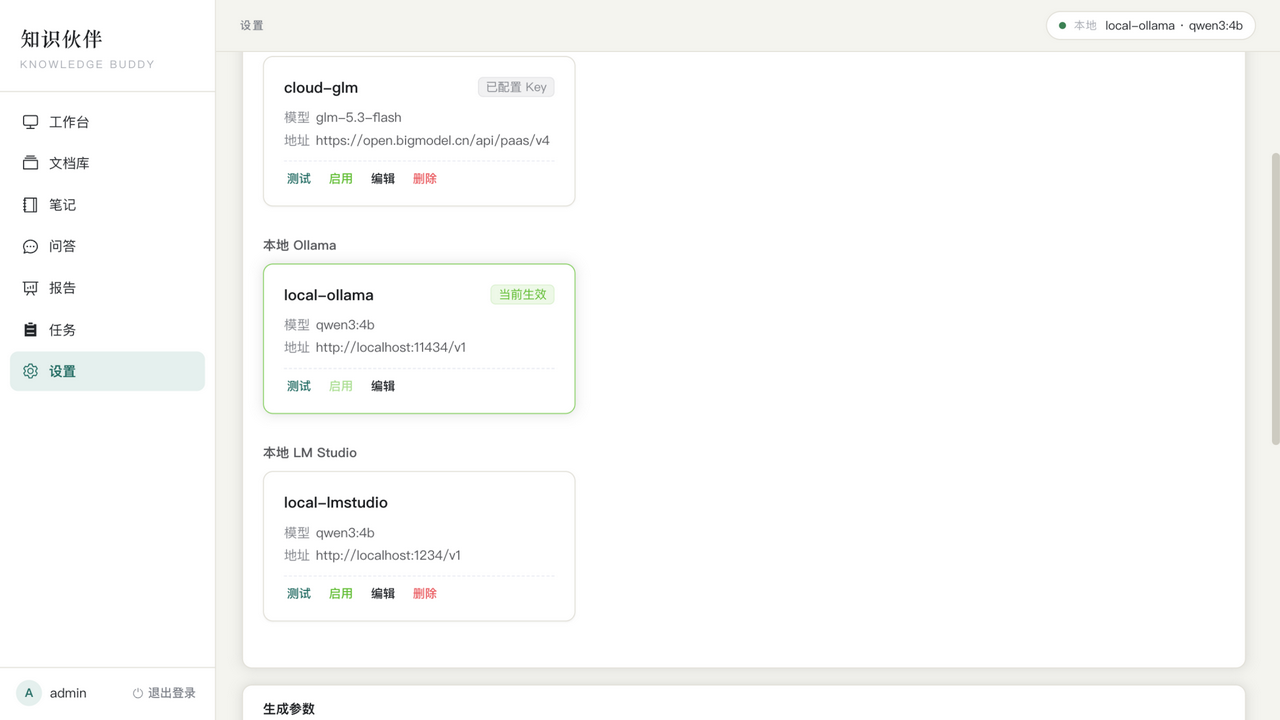 知识伙伴
KNOWLEDGE BUDDY
工作台
文档库
笔记
问答
报告
任务
设置
A admin 退出登录
设置
本地 local-ollama · qwen3:4b
cloud-glm 已配置 Key
模型 glm-5.3-flash
地址 https://open.bigmodel.cn/api/paas/v4
测试 启用 编辑 删除
本地 Ollama
local-ollama 当前生效
模型 qwen3:4b
地址 http://localhost:11434/v1
测试 启用 编辑
本地 LM Studio
local-lmstudio
模型 qwen3:4b
地址 http://localhost:1234/v1
测试 启用 编辑 删除
生成参数